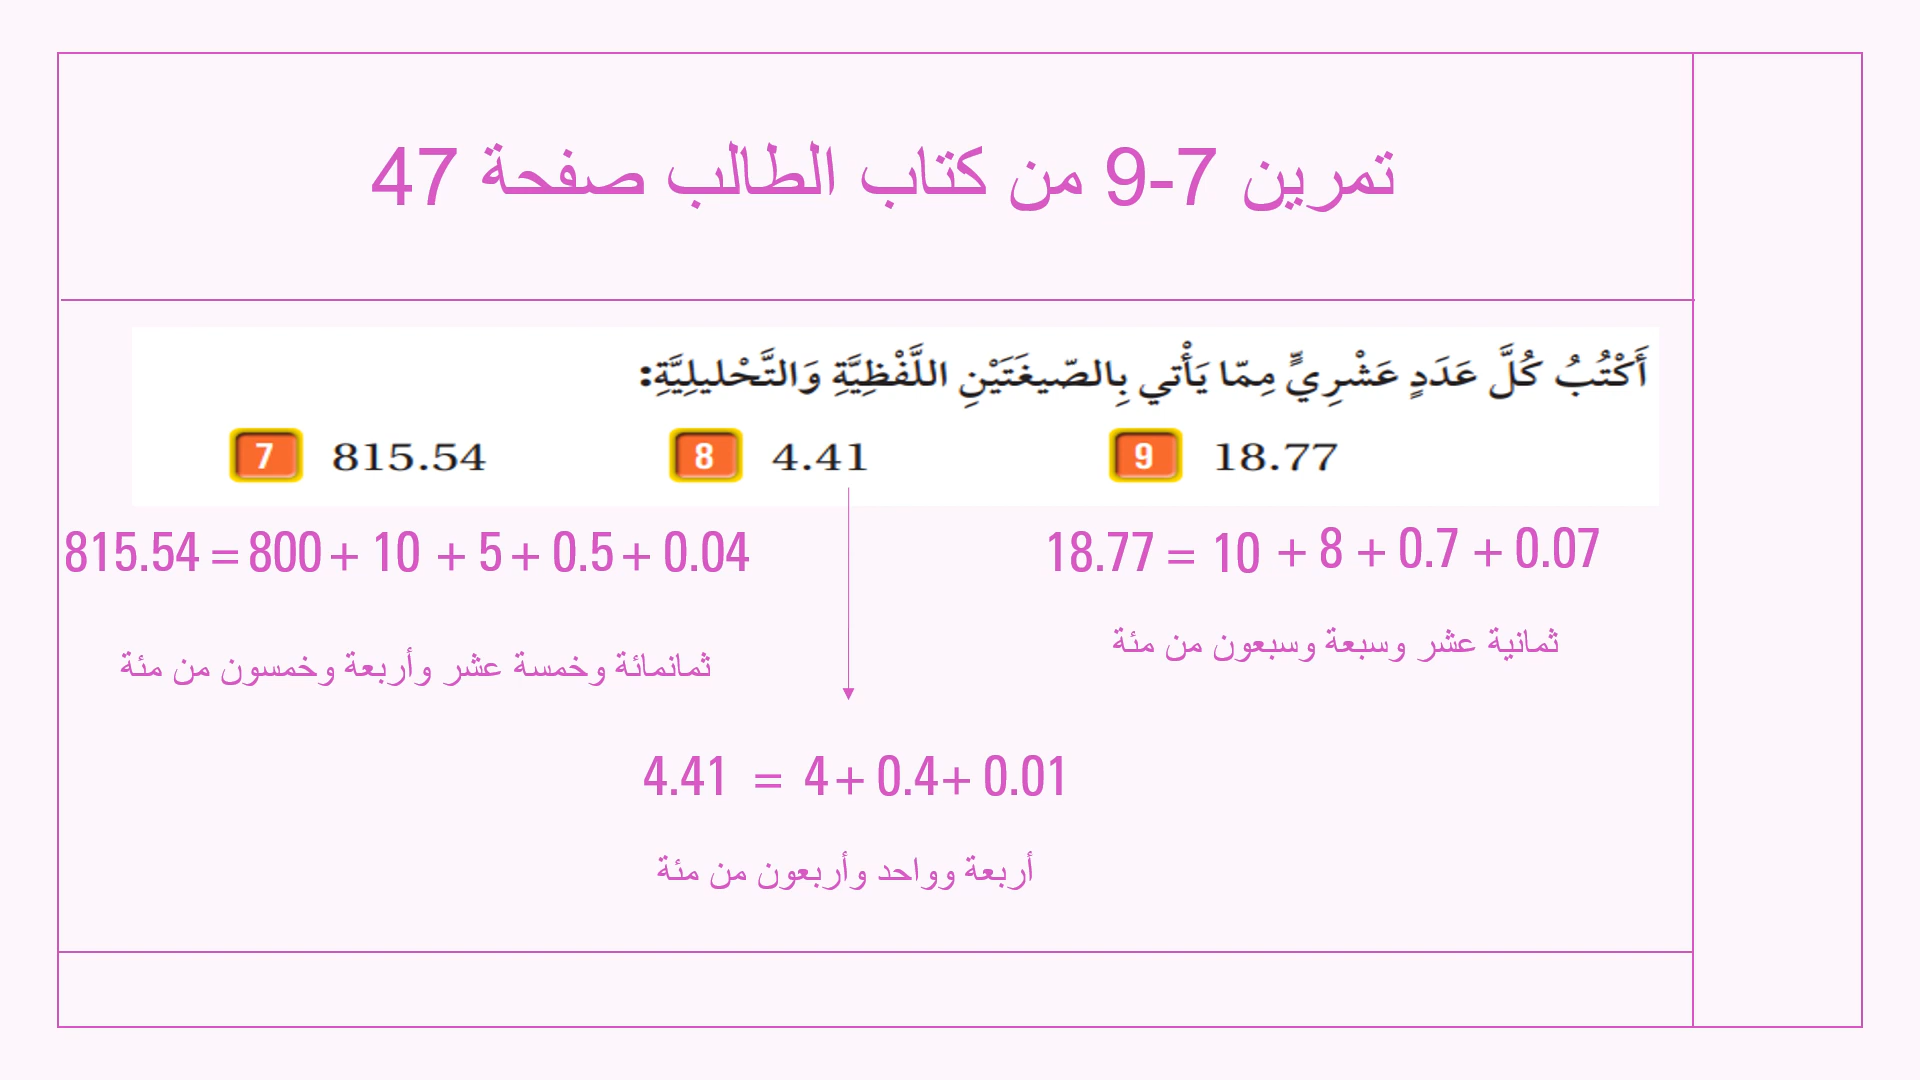 تمرين 7-9 من كتاب الطالب صفحة 47
أَكْتُبُ كُلَّ عَدَدٍ عَشْرِيٍّ مِمّا يَأْتي بِالصّيغَتَيْنِ اللَّفْظِيَّةِ وَالتَّحْليلِيَّةِ:
7 815.54 8 4.41 9 18.77
815.54 = 800 + 10 + 5 + 0.5 + 0.04
18.77 = 10 + 8 + 0.7 + 0.07
ثمانية عشر وسبعة وسبعون من مئة
ثمانمائة وخمسة عشر وأربعة وخمسون من مئة
4.41 = 4 + 0.4 + 0.01
أربعة وواحد وأربعون من مئة